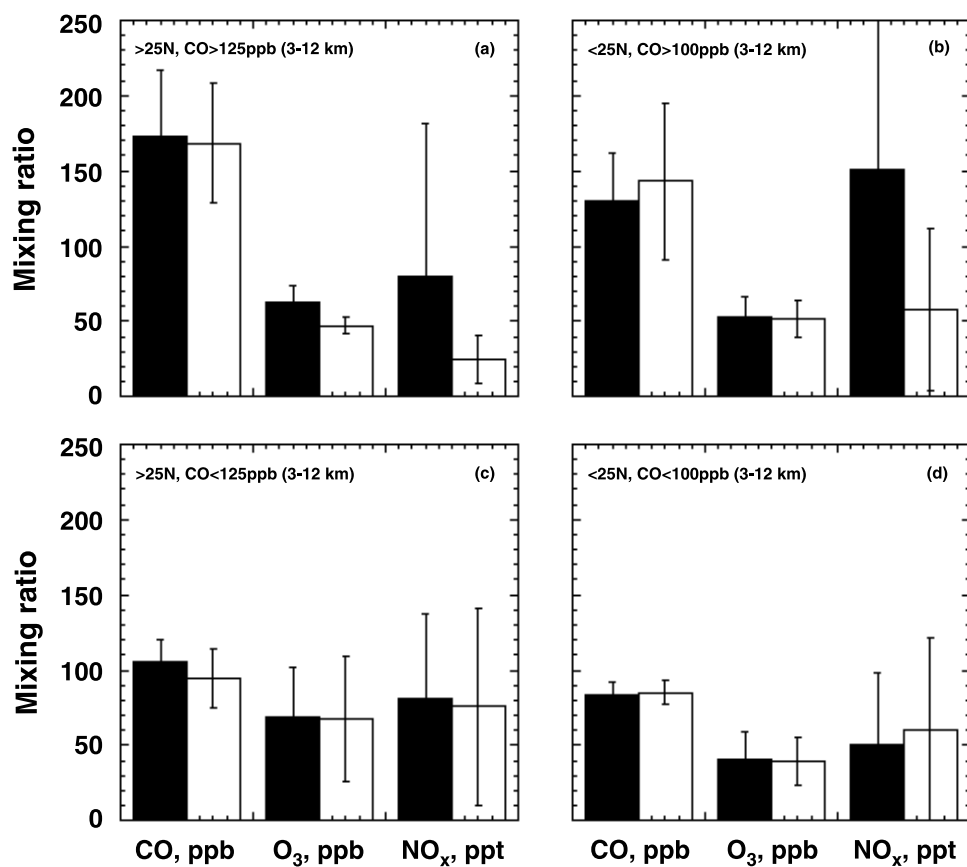 >25N, CO>125ppb (3-12 km) (a)
<25N, CO>100ppb (3-12 km) (b)
250
200
150
100
50
0
Mixing ratio
>25N, CO<125ppb (3-12 km) (c)
<25N, CO<100ppb (3-12 km) (d)
250
200
150
100
50
0
Mixing ratio
CO, ppb O₃, ppb NOₓ, ppt
CO, ppb O₃, ppb NOₓ, ppt